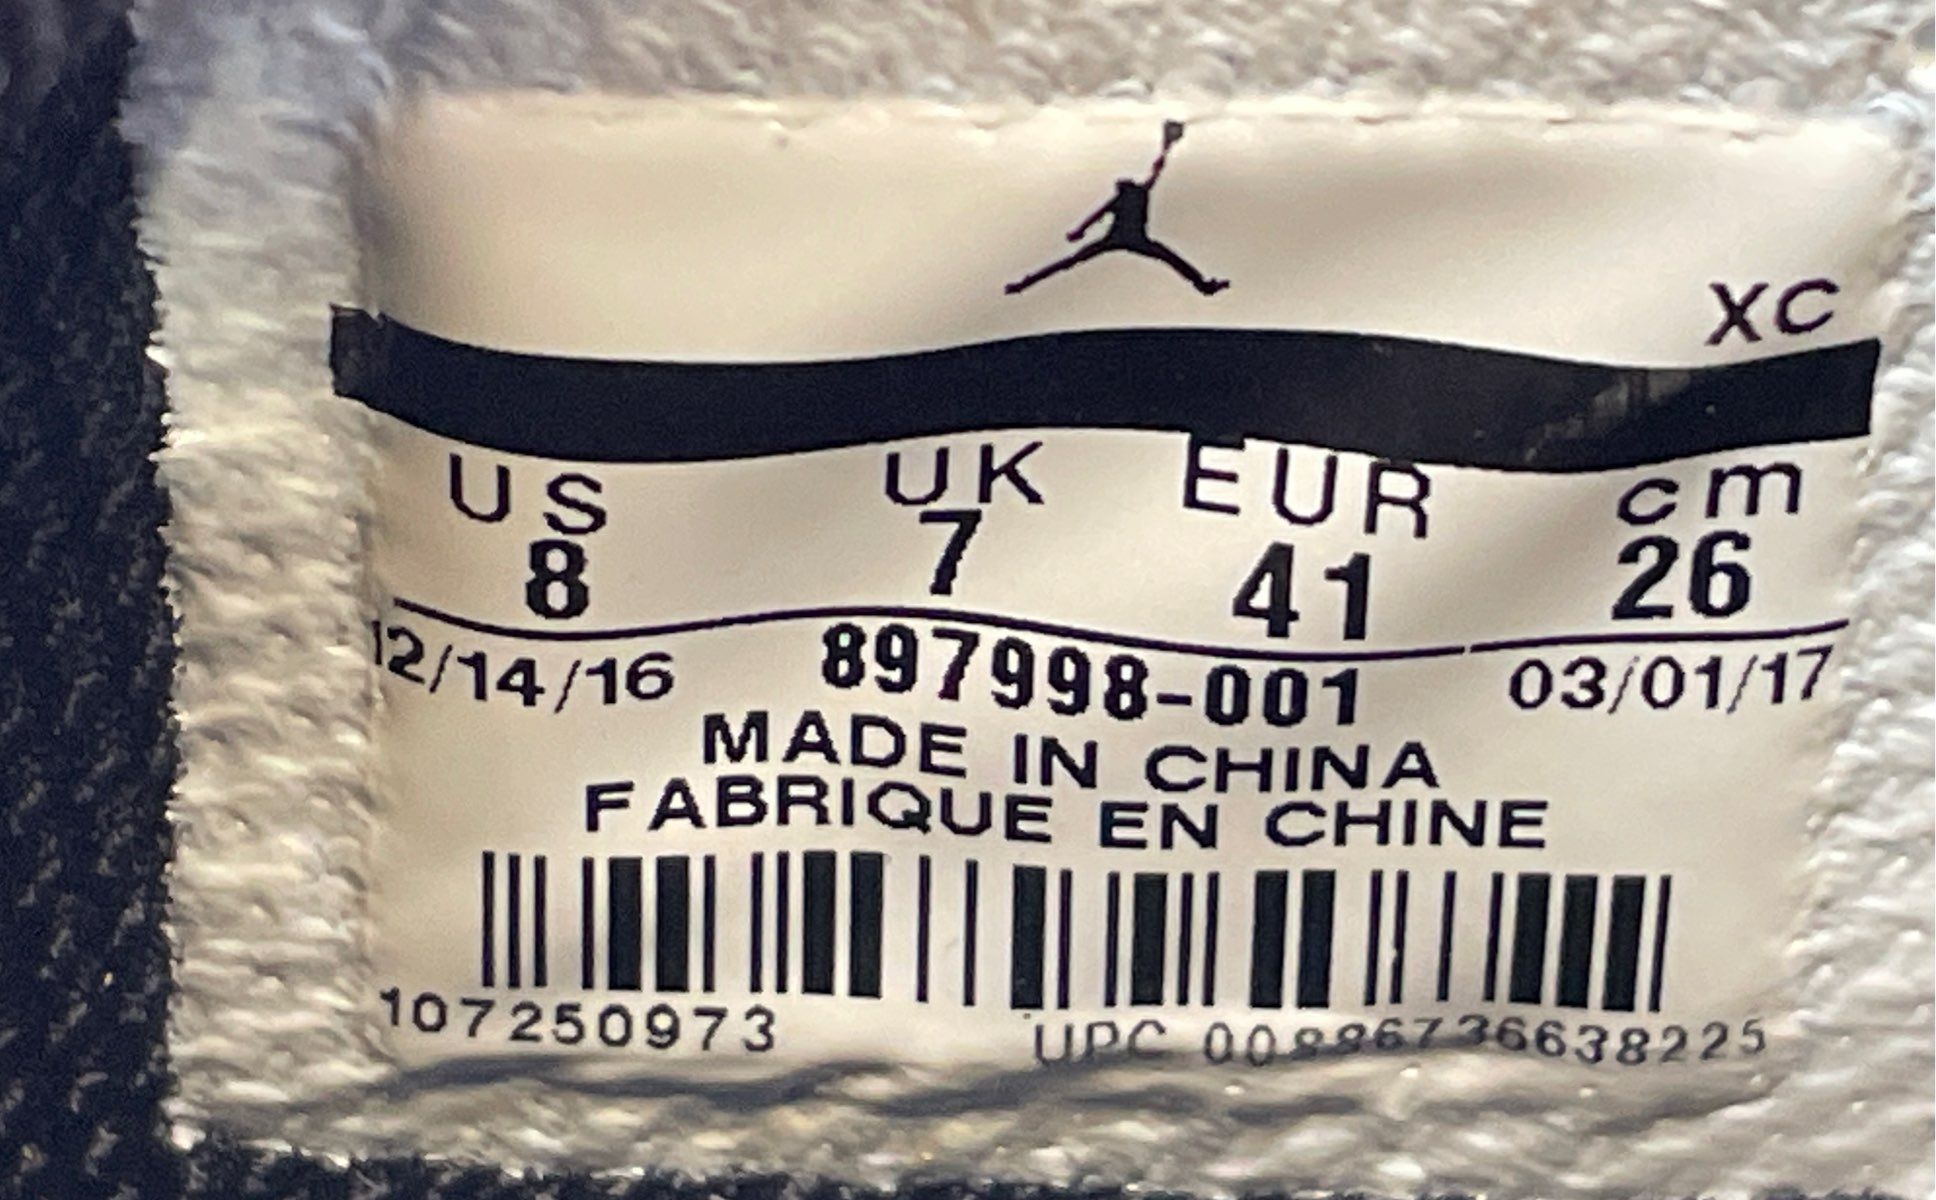 XC
US UK EUR cm
8 7 41 26
12/14/16 897998-001 03/01/17
MADE IN CHINA
FABRIQUE EN CHINE
107250973 UPC 00886736638225